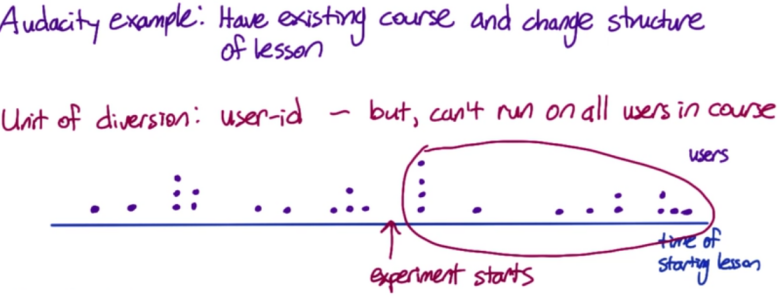 Audacity example: Have existing course and change structure
of lesson
Unit of diversion: user-id - but, can't run on all users in course
users
experiment starts
time of
starting lesson